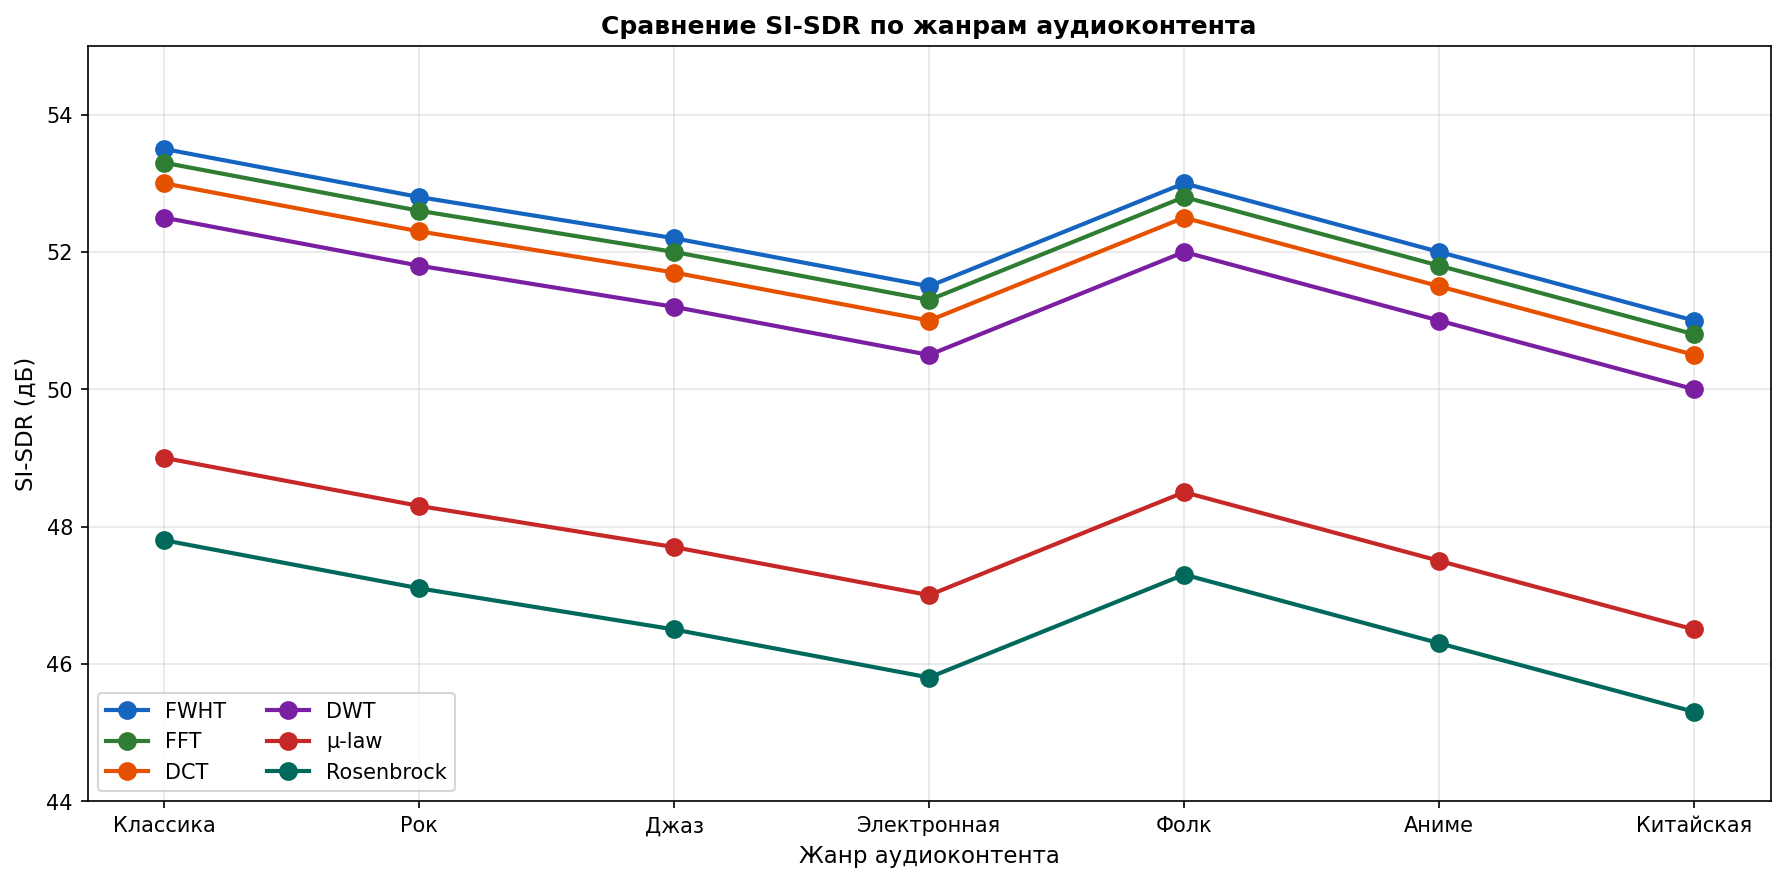 Сравнение SI-SDR по жанрам аудиоконтента
SI-SDR (дБ)
54
52
50
48
46
44
FWHT
FFT
DCT
DWT
μ-law
Rosenbrock
Классика Рок Джаз Электронная Фолк Аниме Китайская
Жанр аудиоконтента